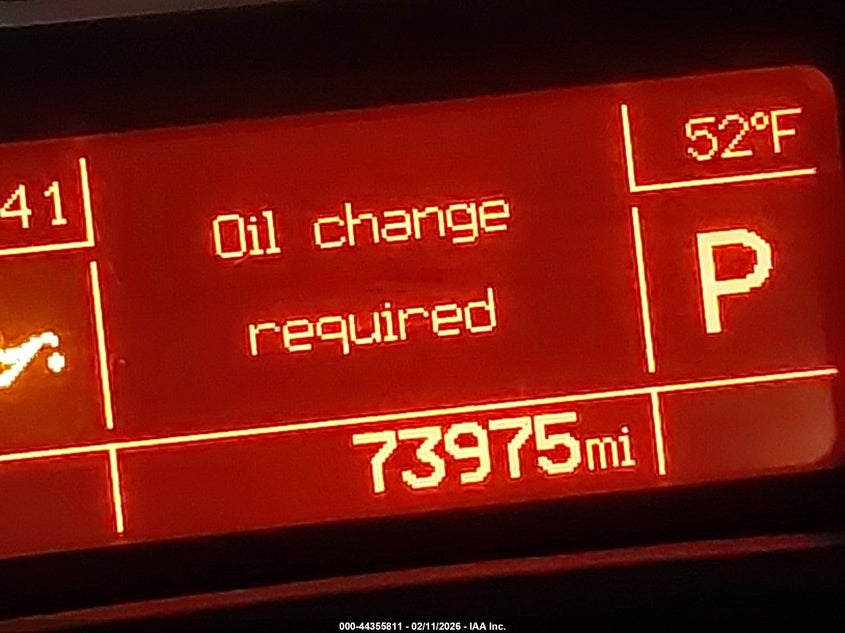 52°F
41
Oil change
P
required
73975mi
000-44355811 - 02/11/2026 - IAA Inc.